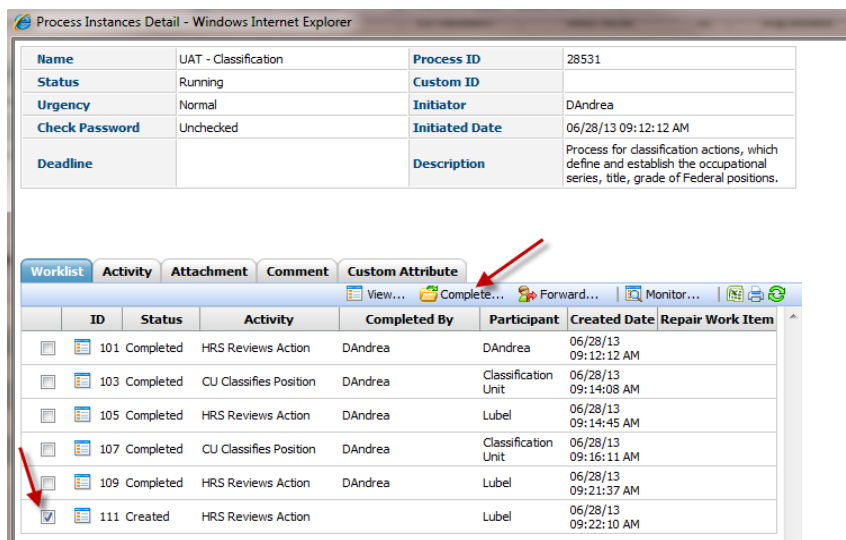 Process Instances Detail - Windows Internet Explorer
Name UAT - Classification Process ID 28531
Status Running Custom ID
Urgency Normal Initiator DAndrea
Check Password Unchecked Initiated Date 06/28/13 09:12:12 AM
Deadline Description Process for classification actions, which
define and establish the occupational
series, title, grade of Federal positions.
Worklist Activity Attachment Comment Custom Attribute
View... Complete... Forward... | Monitor... |
ID Status Activity Completed By Participant Created Date Repair Work Item
101 Completed HRS Reviews Action DAndrea DAndrea 06/28/13
09:12:12 AM
103 Completed CU Classifies Position DAndrea Classification Unit 06/28/13
09:14:08 AM
105 Completed HRS Reviews Action DAndrea Lubel 06/28/13
09:14:45 AM
107 Completed CU Classifies Position DAndrea Classification Unit 06/28/13
09:16:11 AM
109 Completed HRS Reviews Action DAndrea Lubel 06/28/13
09:21:37 AM
111 Created HRS Reviews Action Lubel 06/28/13
09:22:10 AM